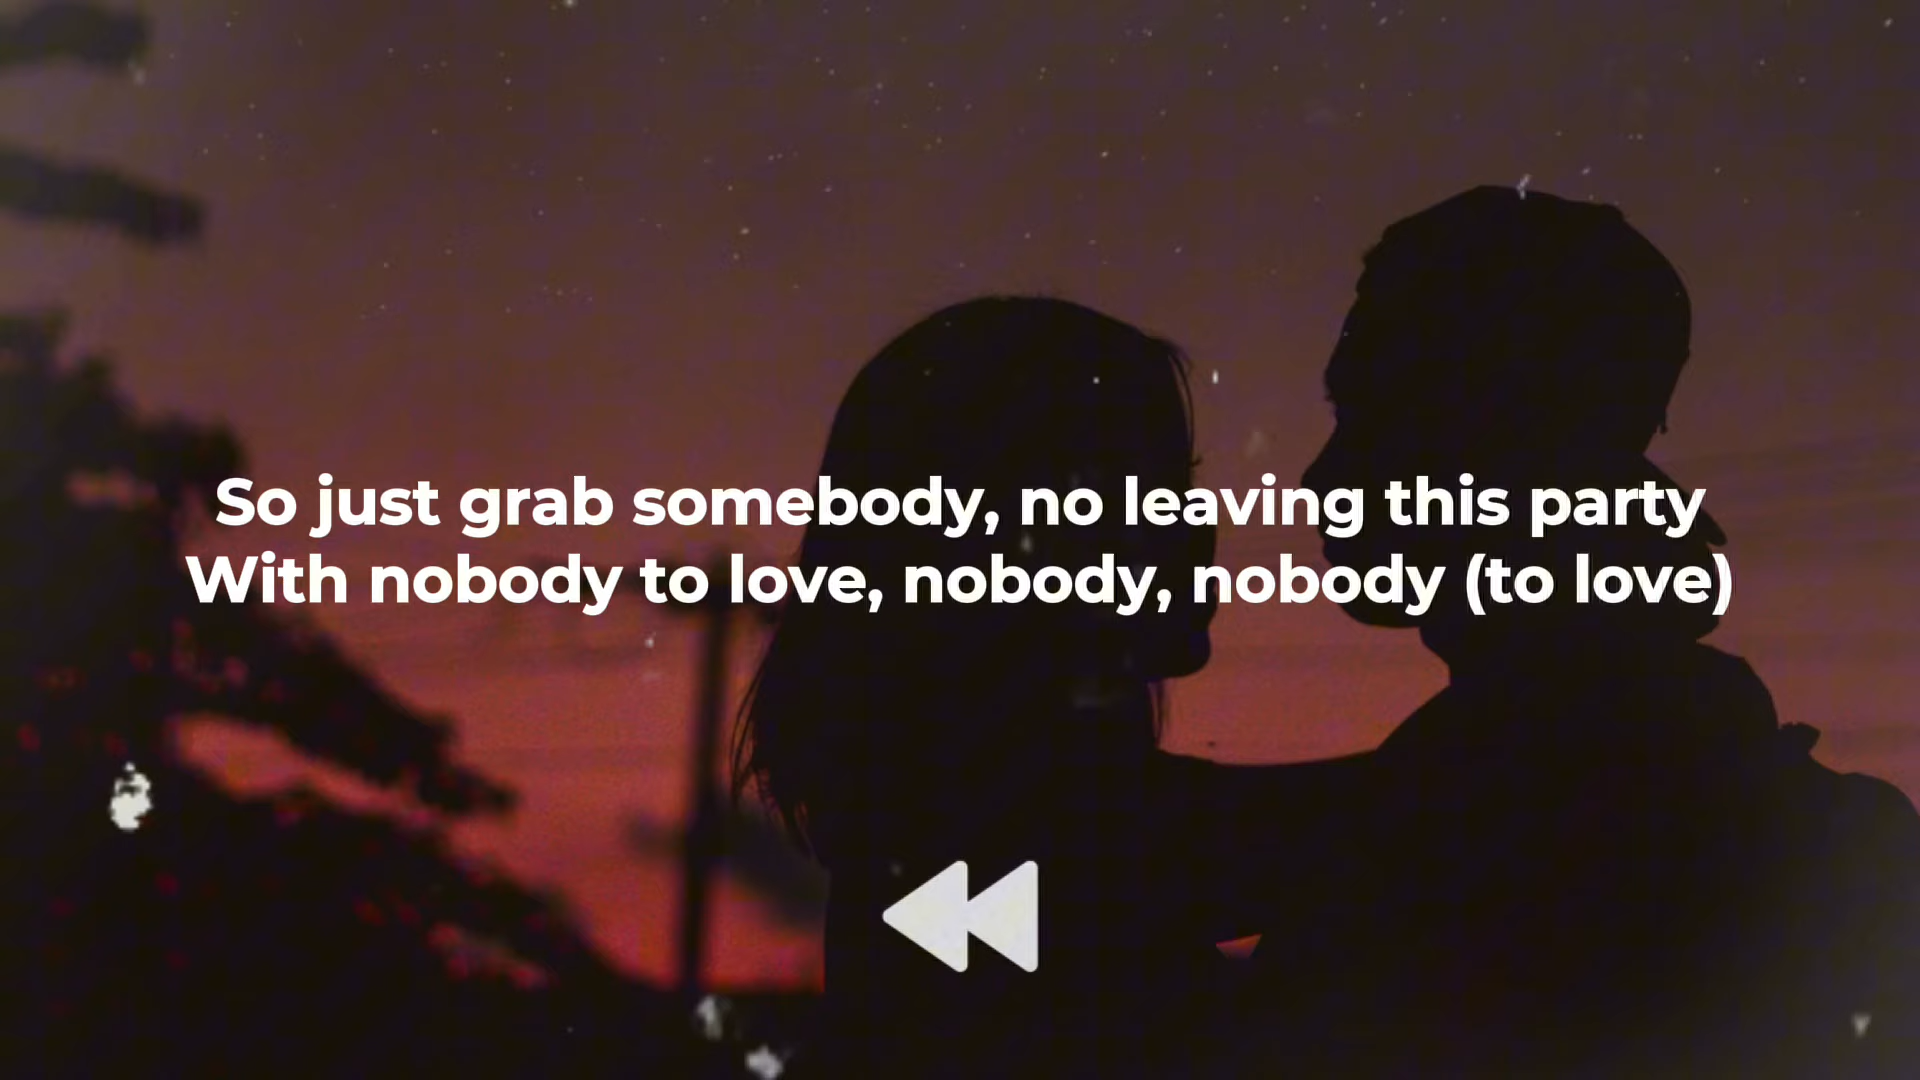 So just grab somebody, no leaving this party
With nobody to love, nobody, nobody (to love)